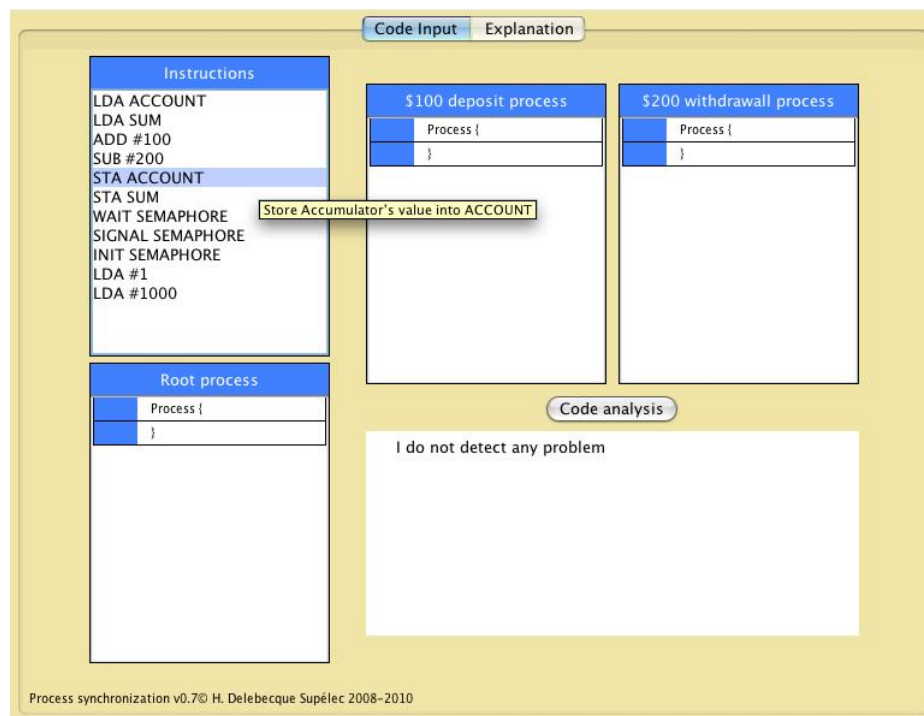 Code Input Explanation
Instructions
LDA ACCOUNT
LDA SUM
ADD #100
SUB #200
STA ACCOUNT
STA SUM
WAIT SEMAPHORE
SIGNAL SEMAPHORE
INIT SEMAPHORE
LDA #1
LDA #1000
Store Accumulator's value into ACCOUNT
$100 deposit process
Process {
}
$200 withdrawall process
Process {
}
Root process
Process {
}
Code analysis
I do not detect any problem
Process synchronization v0.7© H. Delebecque Supélec 2008-2010